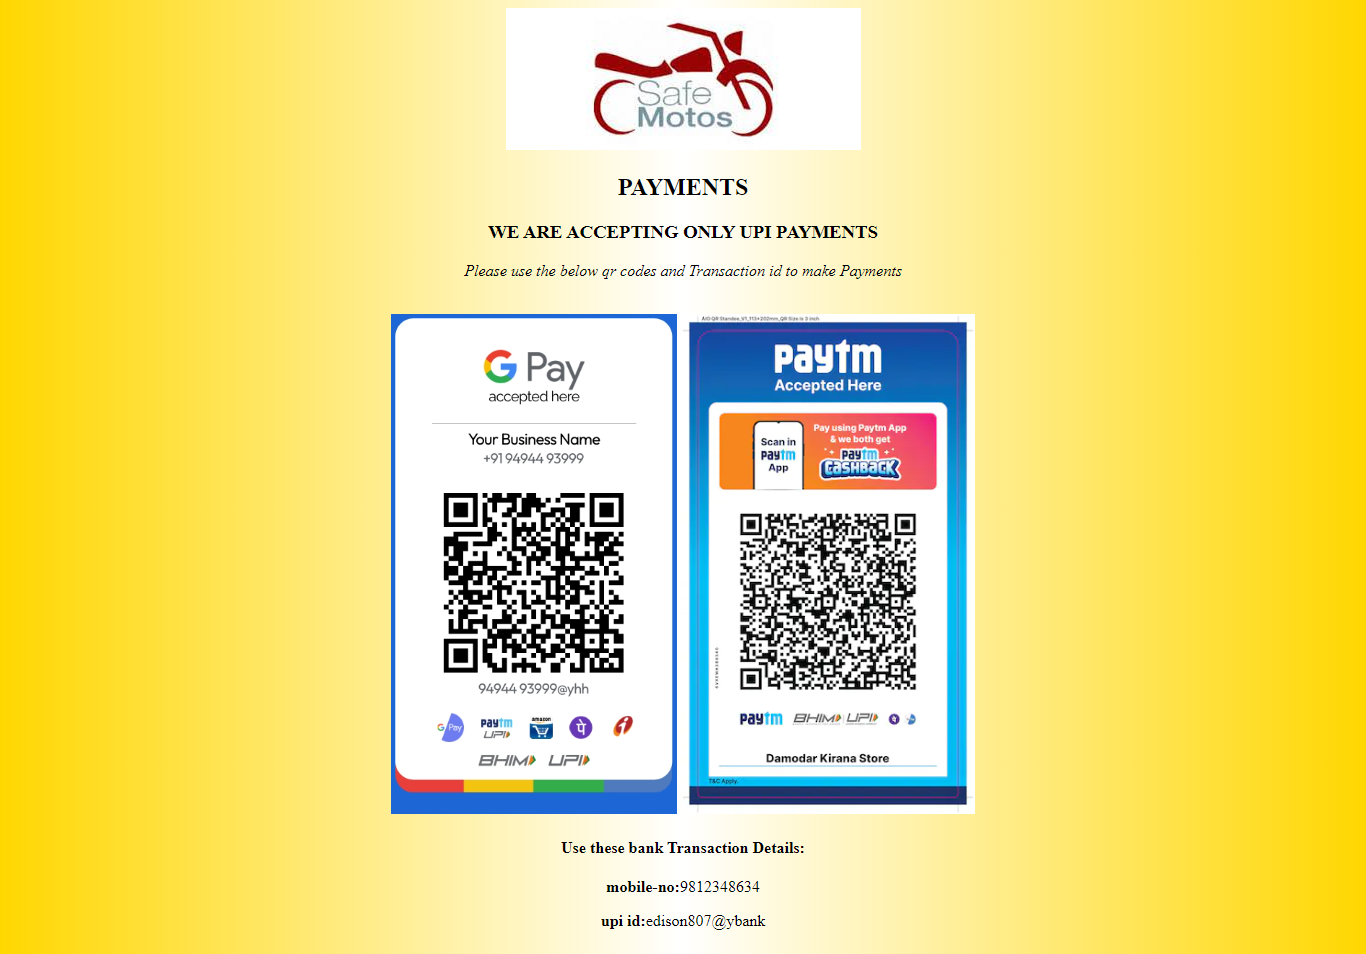 Safe
Motos
PAYMENTS
WE ARE ACCEPTING ONLY UPI PAYMENTS
Please use the below qr codes and Transaction id to make Payments
G Pay
accepted here
Your Business Name
+91 94944 93999
94944 93999@yhh
G Pay
paytm
UPI
amazon
पे
BHIM UPI
paytm
Accepted Here
Scan in
paytm
App
Pay using Paytm App
& we both get
paytm
CASHBACK
paytm BHIM UPI
Damodar Kirana Store
T&C Apply.
Use these bank Transaction Details:
mobile-no:9812348634
upi id:edison807@ybank